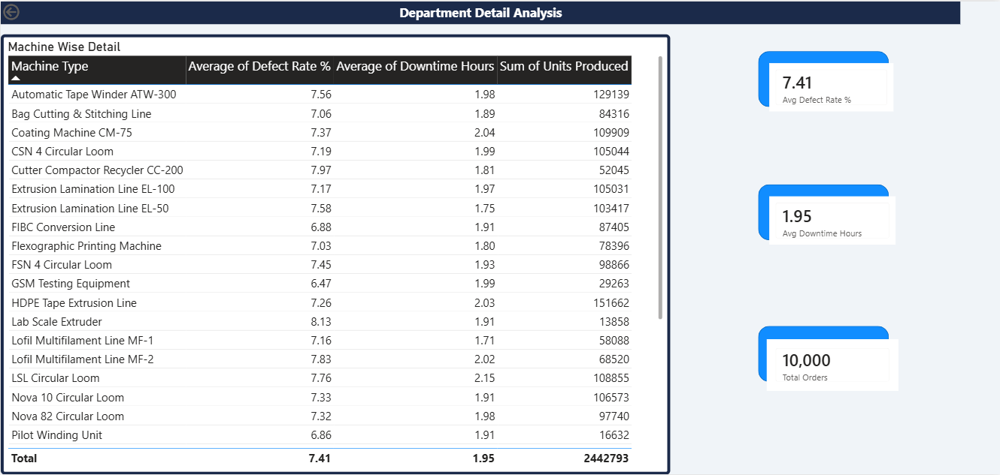 Department Detail Analysis
Machine Wise Detail
Machine Type Average of Defect Rate % Average of Downtime Hours Sum of Units Produced
Automatic Tape Winder ATW-300 7.56 1.98 129139
Bag Cutting & Stitching Line 7.06 1.89 84316
Coating Machine CM-75 7.37 2.04 109909
CSN 4 Circular Loom 7.19 1.99 105044
Cutter Compactor Recycler CC-200 7.97 1.81 52045
Extrusion Lamination Line EL-100 7.17 1.97 105031
Extrusion Lamination Line EL-50 7.58 1.75 103417
FIBC Conversion Line 6.88 1.91 87405
Flexographic Printing Machine 7.03 1.80 78396
FSN 4 Circular Loom 7.45 1.93 98866
GSM Testing Equipment 6.47 1.99 29263
HDPE Tape Extrusion Line 7.26 2.03 151662
Lab Scale Extruder 8.13 1.91 13858
Lofil Multifilament Line MF-1 7.16 1.71 58088
Lofil Multifilament Line MF-2 7.83 2.02 68520
LSL Circular Loom 7.76 2.15 108855
Nova 10 Circular Loom 7.33 1.91 106573
Nova 82 Circular Loom 7.32 1.98 97740
Pilot Winding Unit 6.86 1.91 16632
Total 7.41 1.95 2442793
7.41
Avg Defect Rate %
1.95
Avg Downtime Hours
10,000
Total Orders